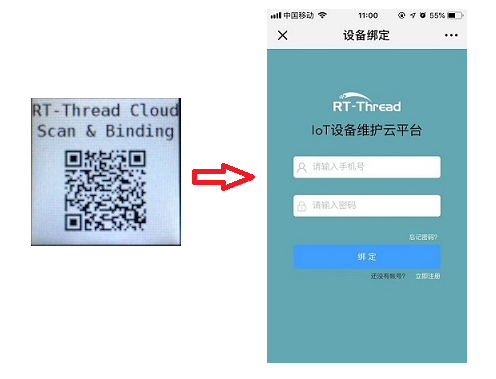 RT-Thread Cloud
Scan & Binding
中国移动
11:00
55%
设备绑定
RT-Thread
IoT设备维护云平台
请输入手机号
请输入密码
忘记密码?
绑 定
还没有账号? 立即注册